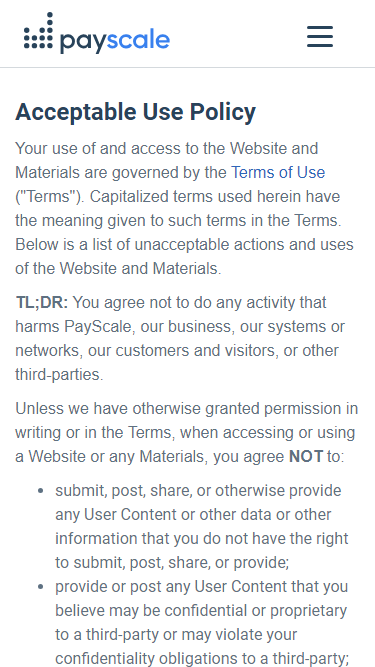 payscale
Acceptable Use Policy
Your use of and access to the Website and
Materials are governed by the Terms of Use
("Terms"). Capitalized terms used herein have
the meaning given to such terms in the Terms.
Below is a list of unacceptable actions and uses
of the Website and Materials.
TL;DR: You agree not to do any activity that
harms PayScale, our business, our systems or
networks, our customers and visitors, or other
third-parties.
Unless we have otherwise granted permission in
writing or in the Terms, when accessing or using
a Website or any Materials, you agree NOT to:
• submit, post, share, or otherwise provide
any User Content or other data or other
information that you do not have the right
to submit, post, share, or provide;
• provide or post any User Content that you
believe may be confidential or proprietary
to a third-party or may violate your
confidentiality obligations to a third-party;